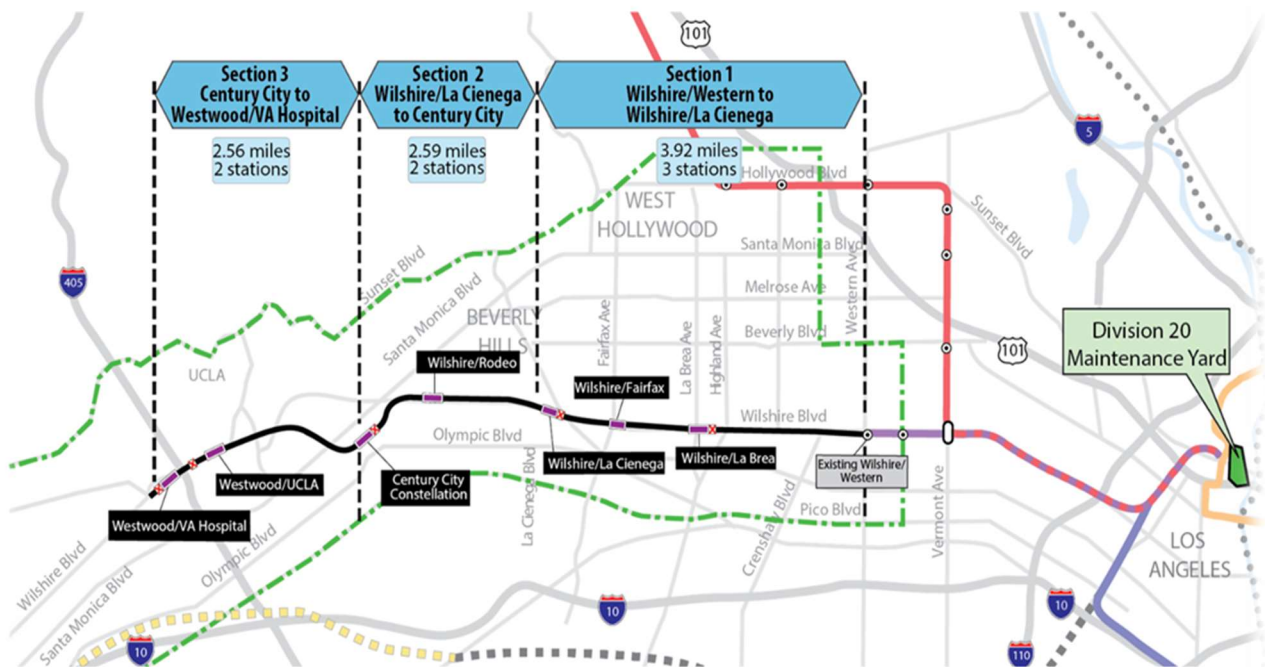 101
Section 3
Century City to
Westwood/VA Hospital
2.56 miles
2 stations
Section 2
Wilshire/La Cienega
to Century City
2.59 miles
2 stations
Section 1
Wilshire/Western to
Wilshire/La Cienega
3.92 miles
3 stations
5
Hollywood Blvd
WEST
HOLLYWOOD
Sunset Blvd
Santa Monica Blvd
405
Sunset Blvd
Santa Monica Blvd
Melrose Ave
Western Ave
BEVERLY
HILLS
Fairfax Ave
La Brea Ave
Highland Ave
Beverly Blvd
101
Division 20
Maintenance Yard
UCLA
Wilshire/Rodeo
Wilshire/Fairfax
Wilshire Blvd
Olympic Blvd
Wilshire/La Cienega
Wilshire/La Brea
Existing Wilshire/
Western
Westwood/UCLA
Century City
Constellation
La Cienega Blvd
Crenshaw Blvd
Vermont Ave
Pico Blvd
Westwood/VA Hospital
LOS
ANGELES
Wilshire Blvd
Santa Monica Blvd
Olympic Blvd
10
10
10
110